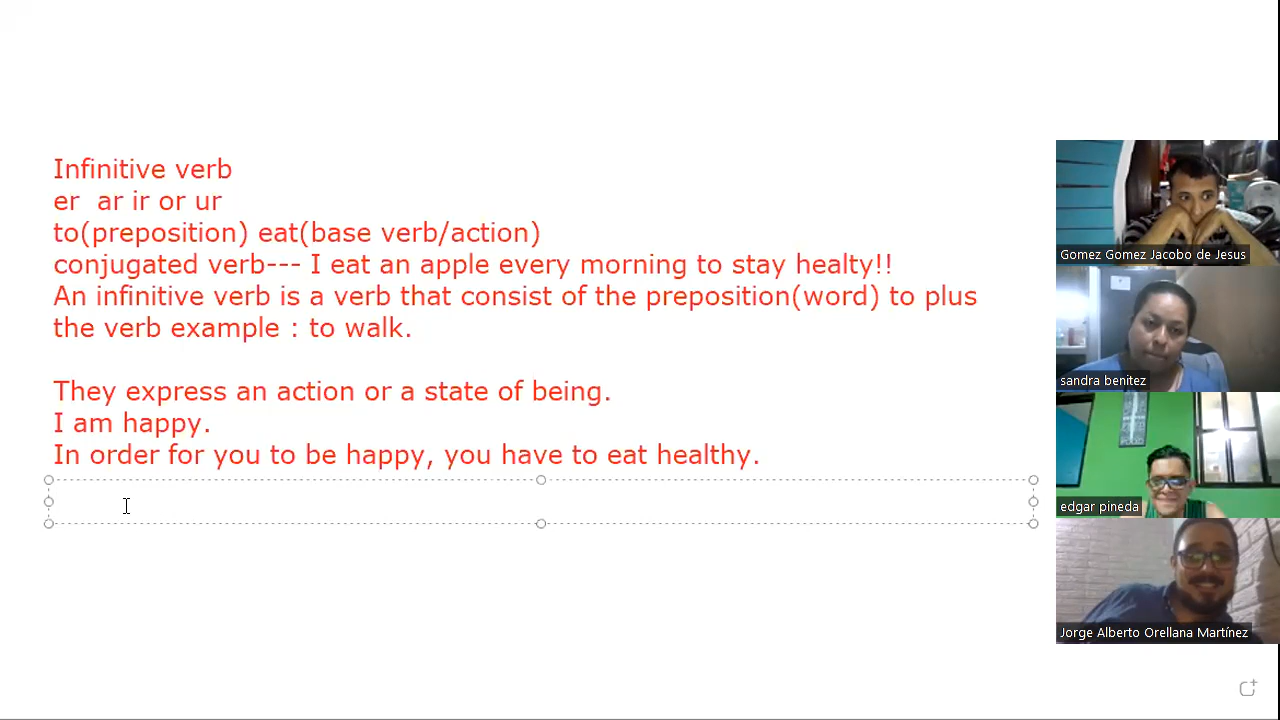 Infinitive verb
er ar ir or ur
to(preposition) eat(base verb/action)
conjugated verb--- I eat an apple every morning to stay healty!!
An infinitive verb is a verb that consist of the preposition(word) to plus
the verb example : to walk.
They express an action or a state of being.
I am happy.
In order for you to be happy, you have to eat healthy.
Gomez Gomez Jacobo de Jesus
sandra benitez
edgar pineda
Jorge Alberto Orellana Martínez